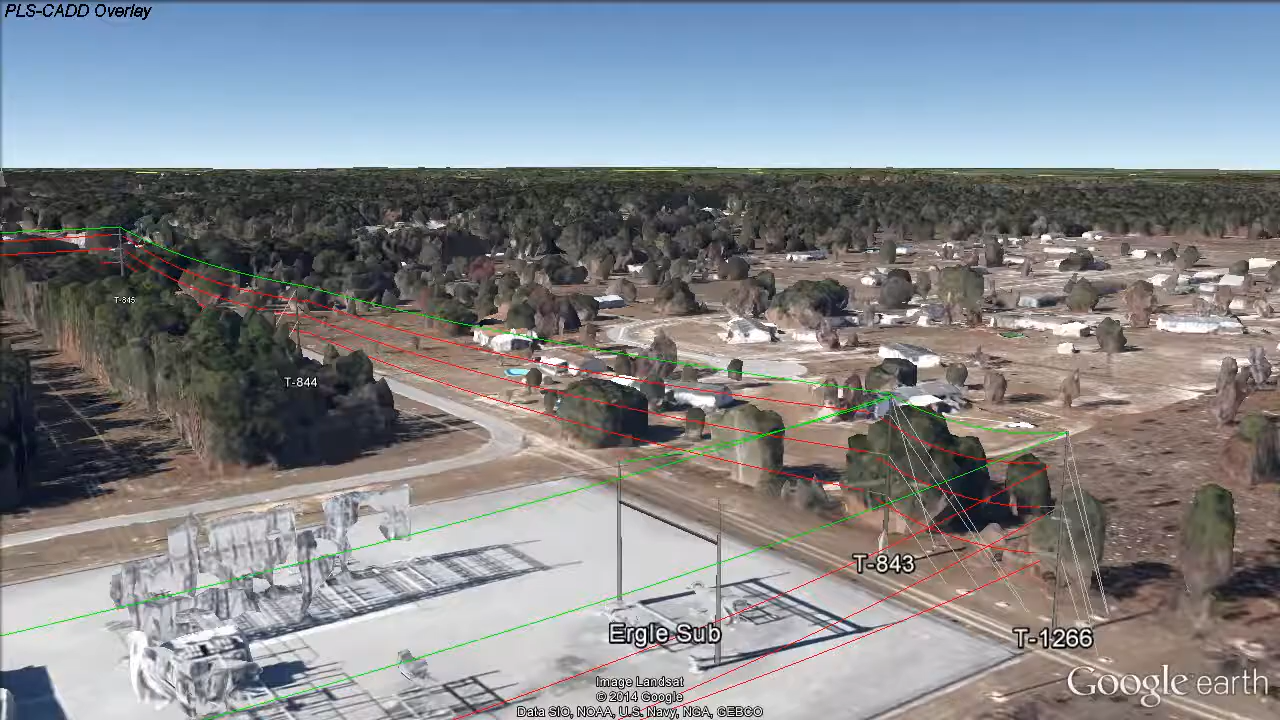 PLS-CADD Overlay
T-845
T-844
T-843
Ergle Sub
T-1266
Image Landsat
© 2014 Google
Data SIO, NOAA, U.S. Navy, NGA, GEBCO
Google earth